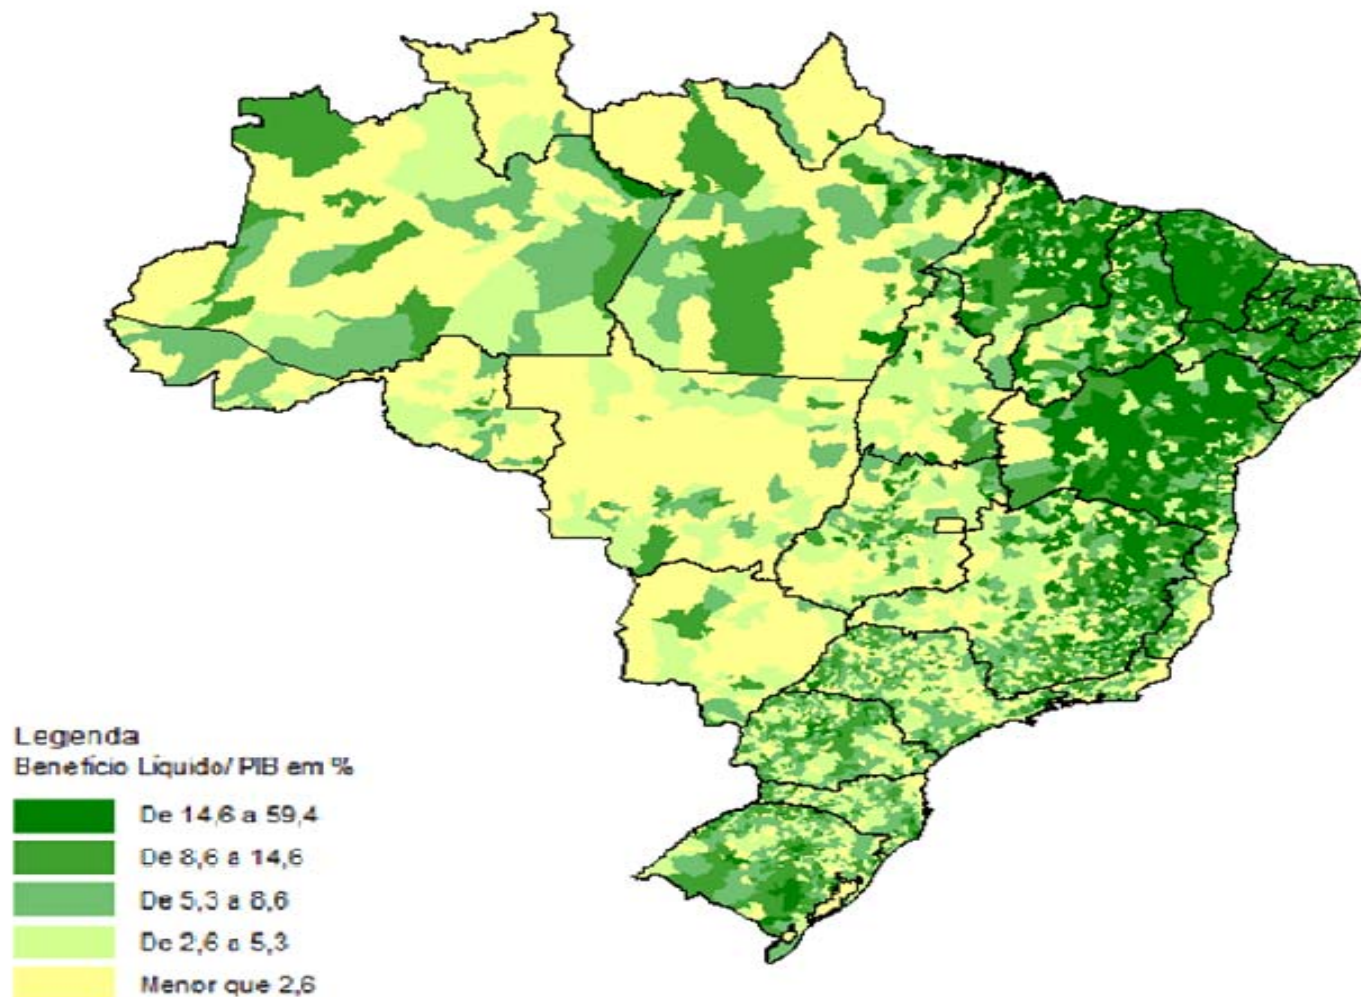 Legenda
Benefício Líquido/ PIB em %
De 14,6 a 59,4
De 8,6 a 14,6
De 5,3 a 8,6
De 2,6 a 5,3
Menor que 2,6